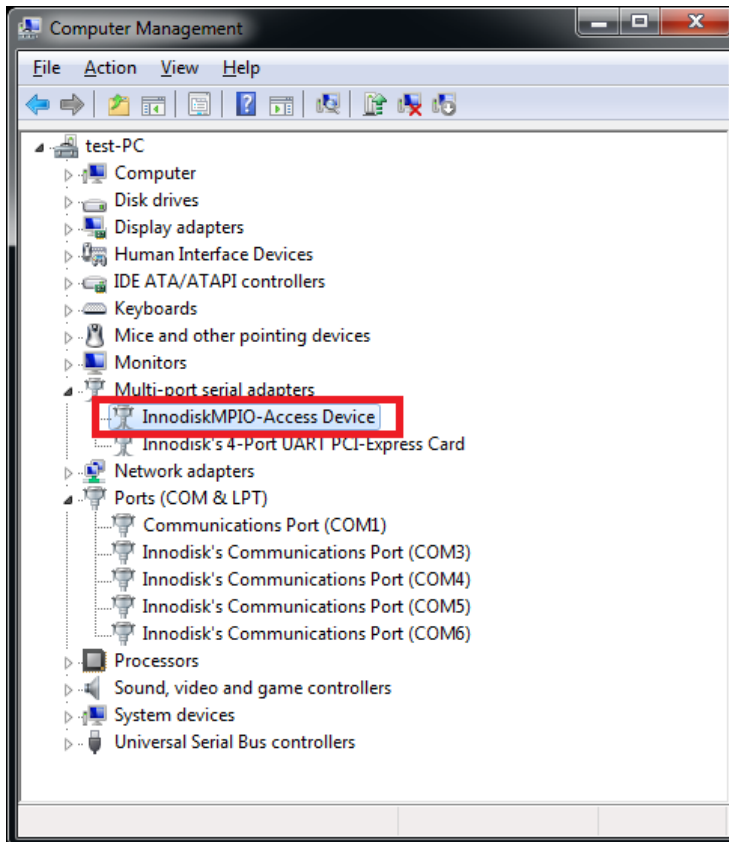 Computer Management
File Action View Help
test-PC
Computer
Disk drives
Display adapters
Human Interface Devices
IDE ATA/ATAPI controllers
Keyboards
Mice and other pointing devices
Monitors
Multi-port serial adapters
InnodiskMPIO-Access Device
Innodisk's 4-Port UART PCI-Express Card
Network adapters
Ports (COM & LPT)
Communications Port (COM1)
Innodisk's Communications Port (COM3)
Innodisk's Communications Port (COM4)
Innodisk's Communications Port (COM5)
Innodisk's Communications Port (COM6)
Processors
Sound, video and game controllers
System devices
Universal Serial Bus controllers